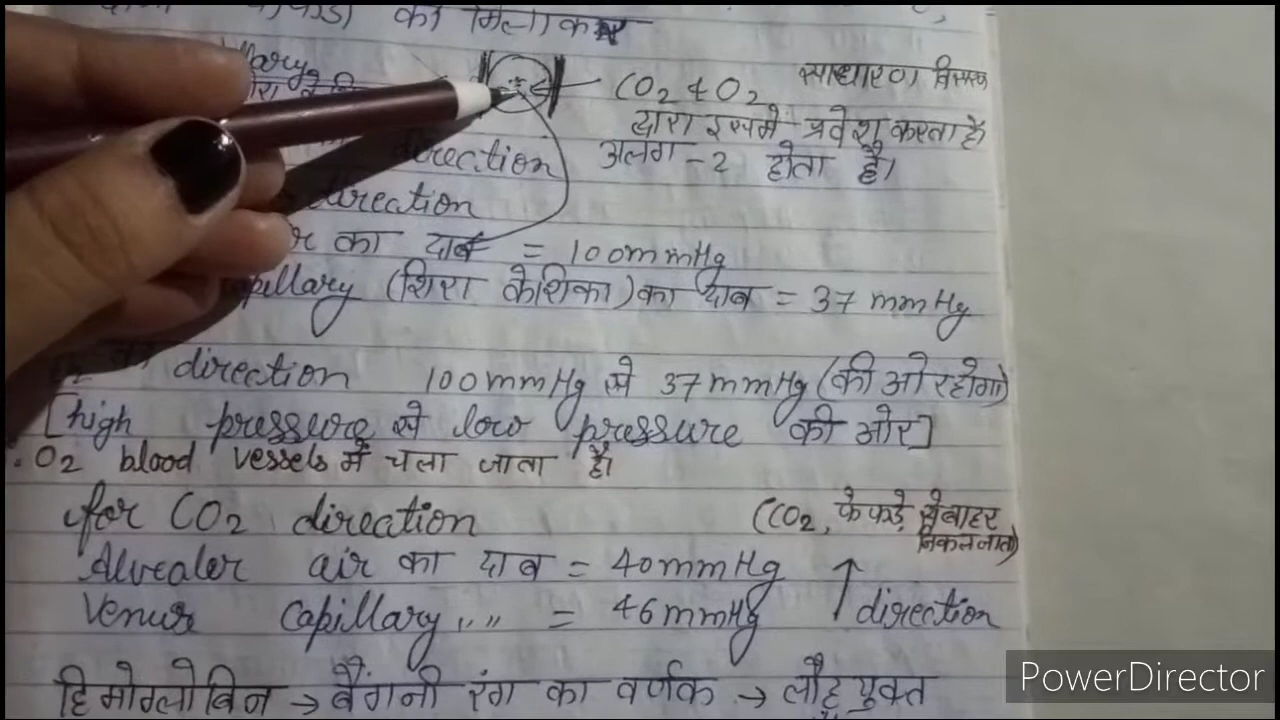 को मिलाकर
CO2 & O2 साधारण विसरण
द्वारा इसमे प्रवेश करता है
direction अलग-2 होता है।
direction
का दाब = 100mmHg
capillary (शिरा केशिका) का दाब = 37 mmHg
direction 100mmHg से 37mmHg (की ओर होगा)
[high pressure से low pressure की ओर]
. O2 blood vessels में चला जाता है।
for CO2 direction (CO2, फेफड़े से बाहर
निकल जाता)
Alvealer air का दाब = 40mmHg ↑
Venur Capillary ,, ,, = 46mmHg direction
हिमोग्लोबिन → बैंगनी रंग का वर्णक → लौह युक्त
PowerDirector